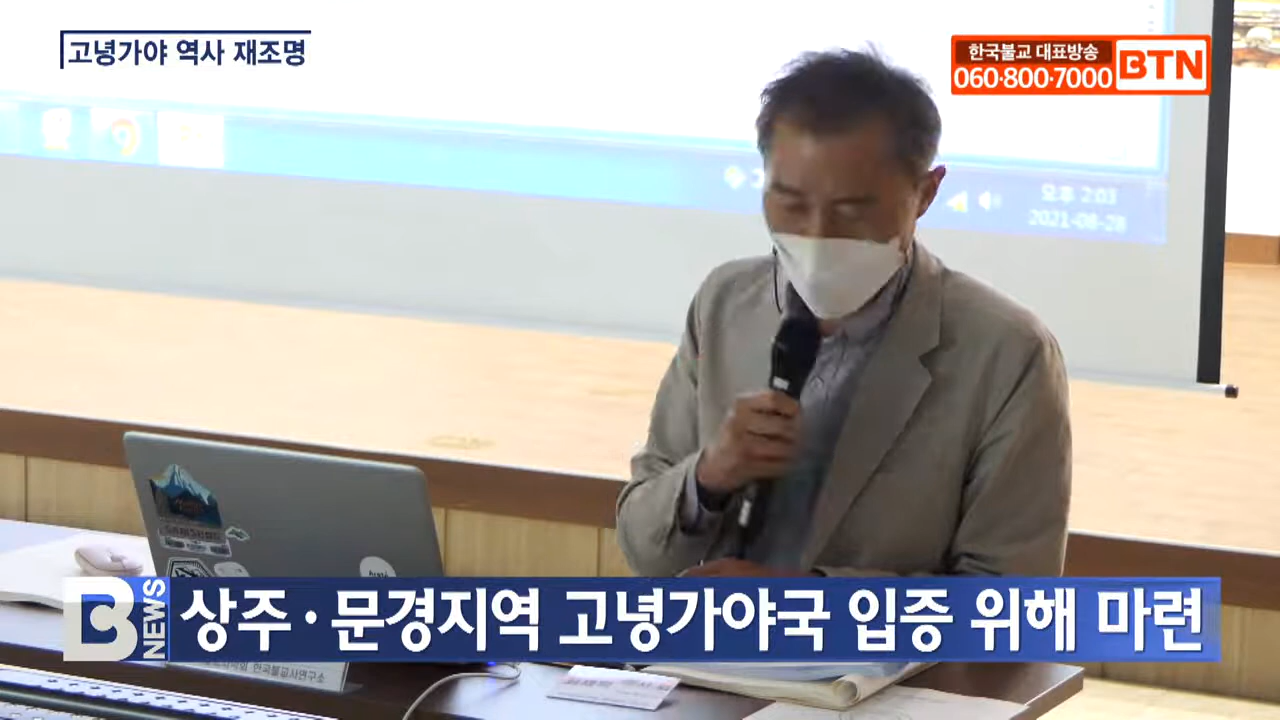 고녕가야 역사 재조명
한국불교 대표방송
060·800·7000
BTN
오후 2:03
2021-08-28
B NEWS
상주·문경지역 고녕가야국 입증 위해 마련
한국불교사연구소